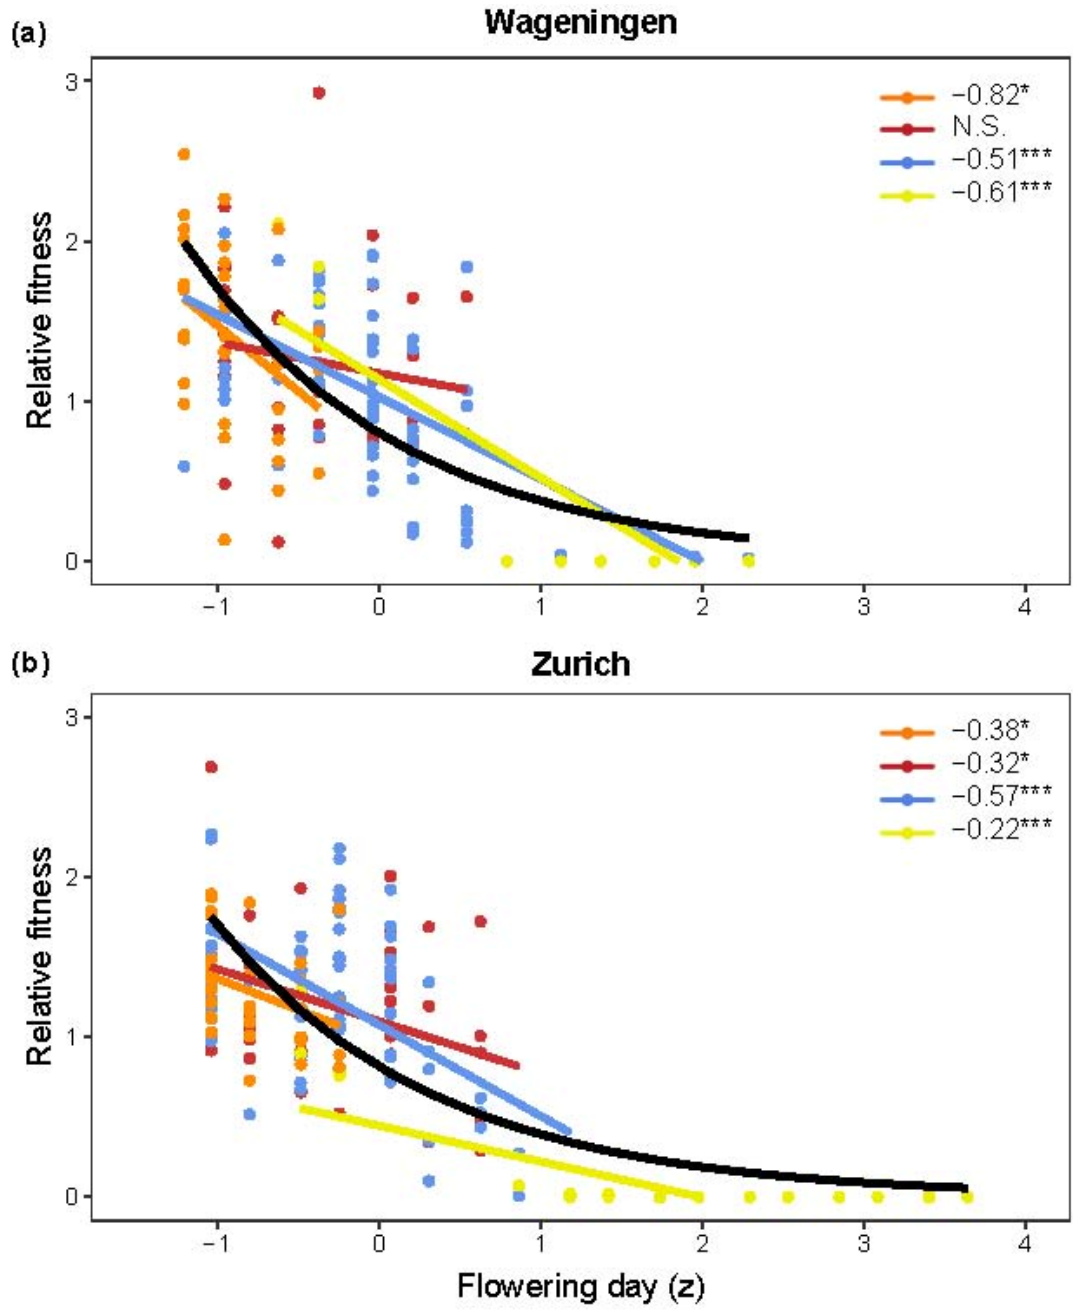 (a)
Wageningen
Relative fitness
3
2
1
0
−0.82*
N.S.
−0.51***
−0.61***
−1 0 1 2 3 4
(b)
Zurich
Relative fitness
3
2
1
0
−0.38*
−0.32*
−0.57***
−0.22***
−1 0 1 2 3 4
Flowering day (z)